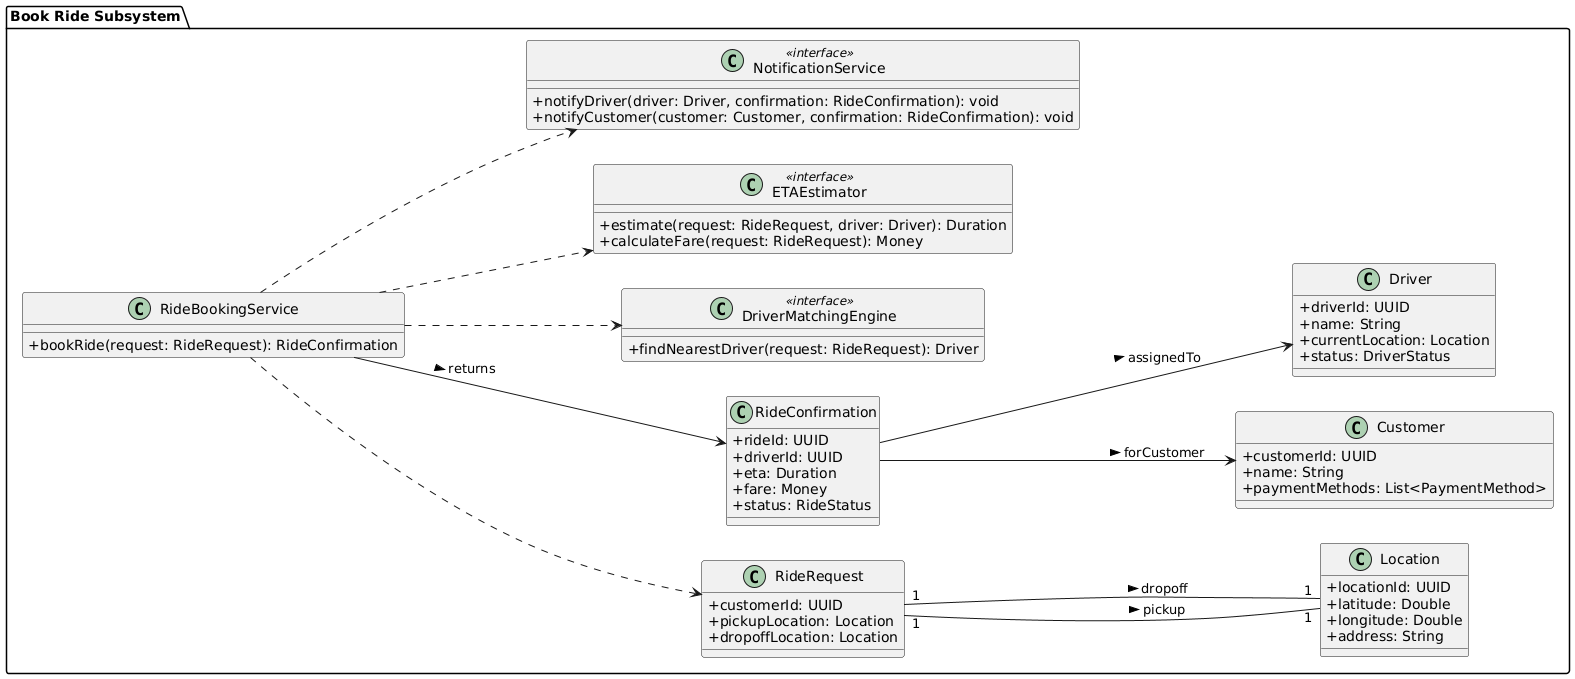 Book Ride Subsystem
«interface»
NotificationService
+notifyDriver(driver: Driver, confirmation: RideConfirmation): void
+notifyCustomer(customer: Customer, confirmation: RideConfirmation): void
«interface»
ETAEstimator
+estimate(request: RideRequest, driver: Driver): Duration
+calculateFare(request: RideRequest): Money
C RideBookingService
+bookRide(request: RideRequest): RideConfirmation
«interface»
DriverMatchingEngine
+findNearestDriver(request: RideRequest): Driver
Driver
+driverId: UUID
+name: String
+currentLocation: Location
+status: DriverStatus
returns
assignedTo
RideConfirmation
+rideId: UUID
+driverId: UUID
+eta: Duration
+fare: Money
+status: RideStatus
forCustomer
Customer
+customerId: UUID
+name: String
+paymentMethods: List<PaymentMethod>
RideRequest
+customerId: UUID
+pickupLocation: Location
+dropoffLocation: Location
1
dropoff
1
1
pickup
1
Location
+locationId: UUID
+latitude: Double
+longitude: Double
+address: String